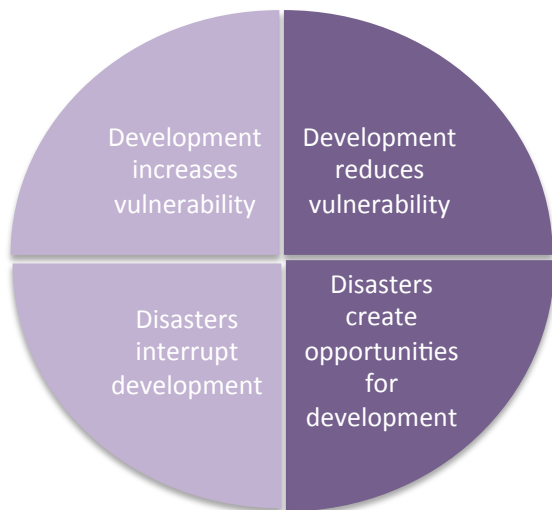 Development
increases
vulnerability
Development
reduces
vulnerability
Disasters
interrupt
development
Disasters
create
opportunities
for
development